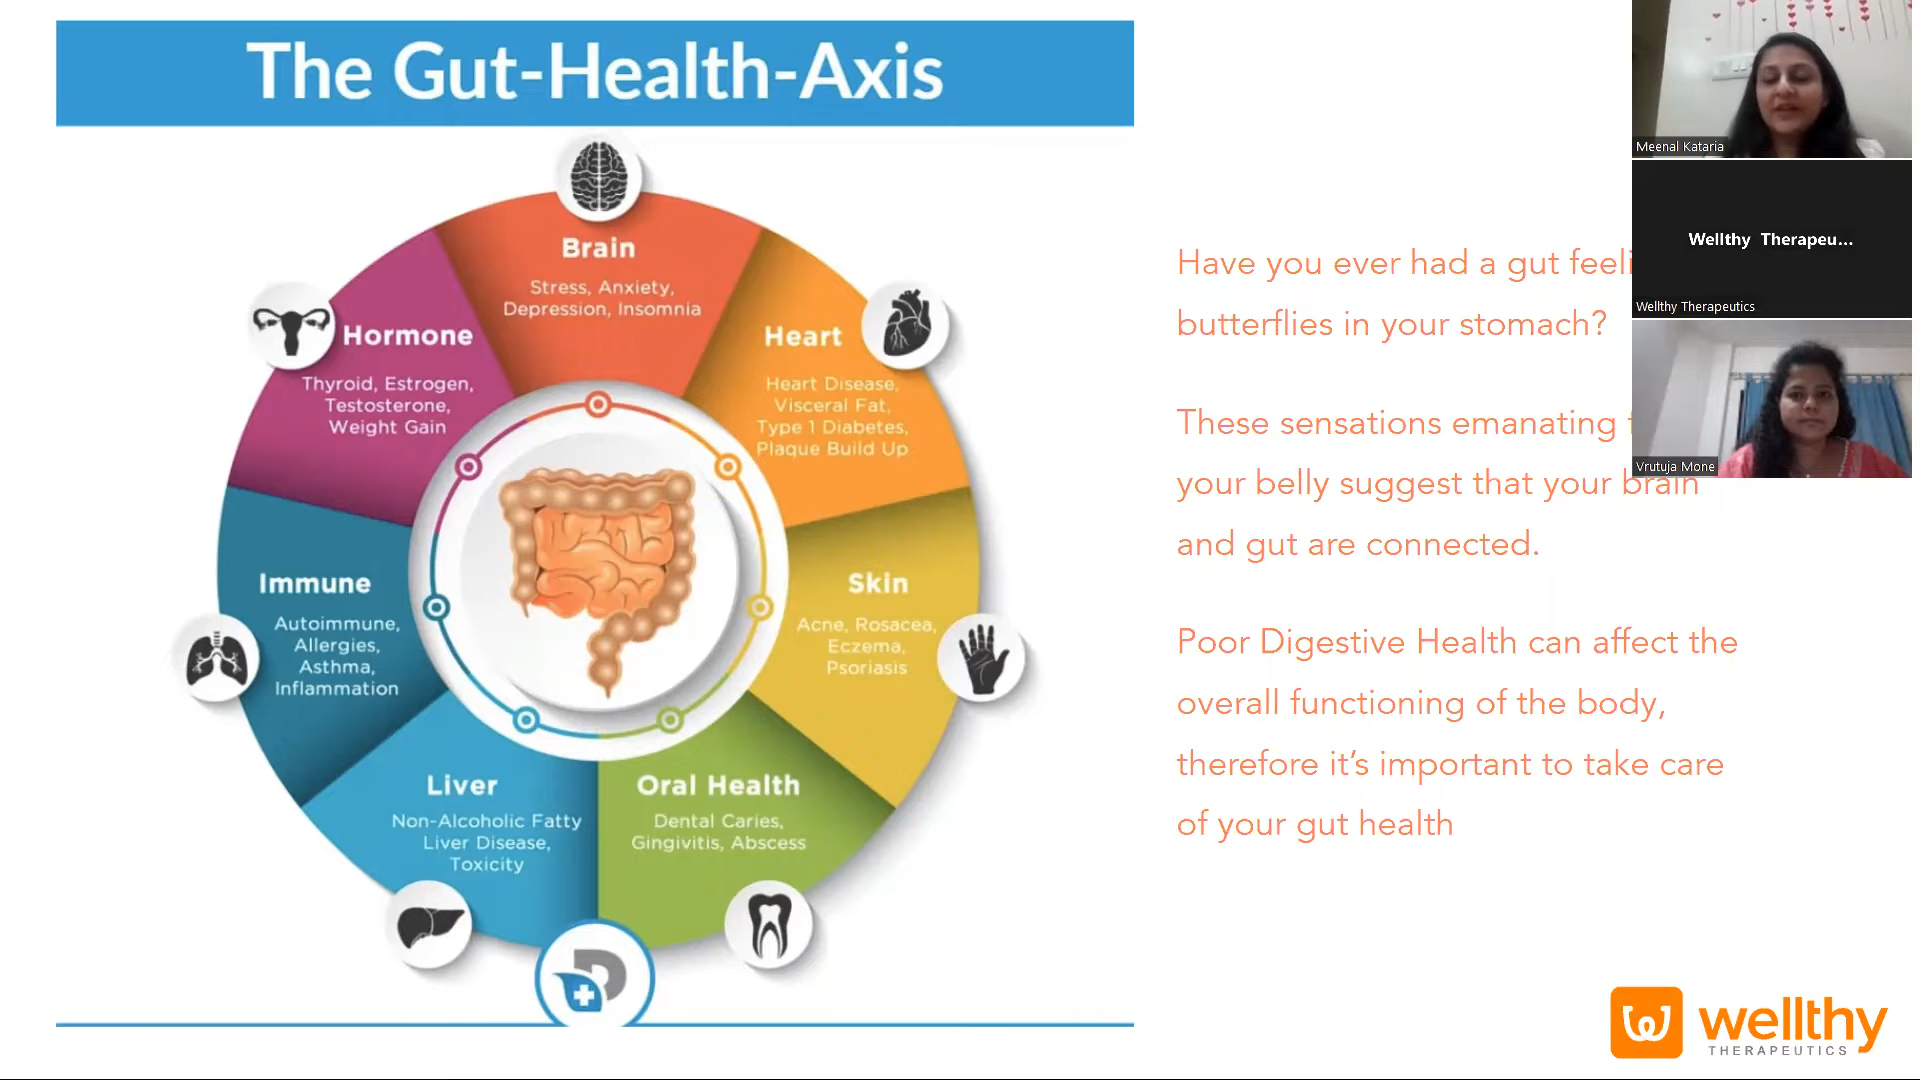 The Gut-Health-Axis
Brain
Stress, Anxiety,
Depression, Insomnia
Hormone
Thyroid, Estrogen,
Testosterone,
Weight Gain
Heart
Heart Disease,
Visceral Fat,
Type 1 Diabetes,
Plaque Build Up
Immune
Autoimmune,
Allergies,
Asthma,
Inflammation
Skin
Acne, Rosacea,
Eczema,
Psoriasis
Liver
Non-Alcoholic Fatty
Liver Disease,
Toxicity
Oral Health
Dental Caries,
Gingivitis, Abscess
Have you ever had a gut feeli
butterflies in your stomach?
These sensations emanating
your belly suggest that your brain
and gut are connected.
Poor Digestive Health can affect the
overall functioning of the body,
therefore it's important to take care
of your gut health
Meenal Kataria
Wellthy Therapeu...
Wellthy Therapeutics
Vrutuja Mone
wellthy
THERAPEUTICS